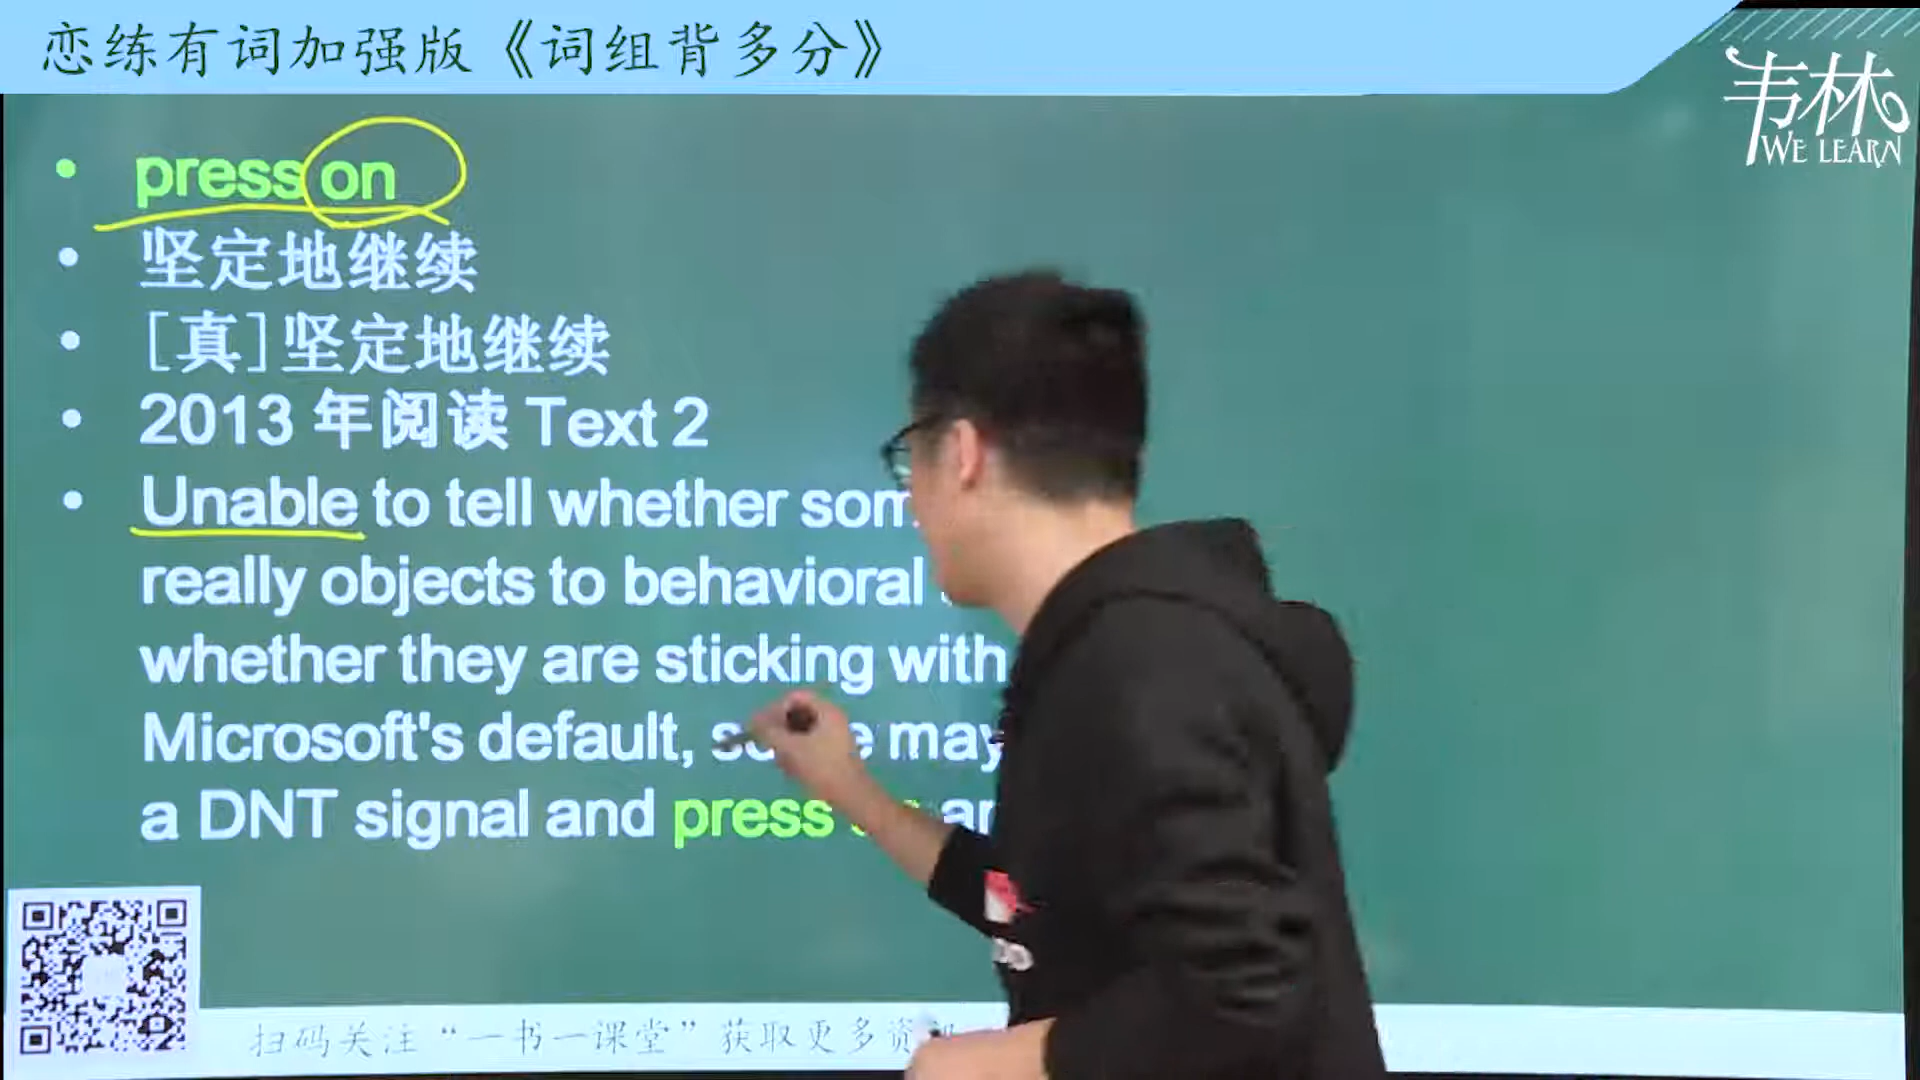 恋练有词加强版《词组背多分》
韦林
WE LEARN
press on
坚定地继续
[真]坚定地继续
2013 年阅读 Text 2
Unable to tell whether
really objects to behavioral
whether they are sticking with
Microsoft's default, may
a DNT signal and press
扫码关注“一书一课堂”获取更多资